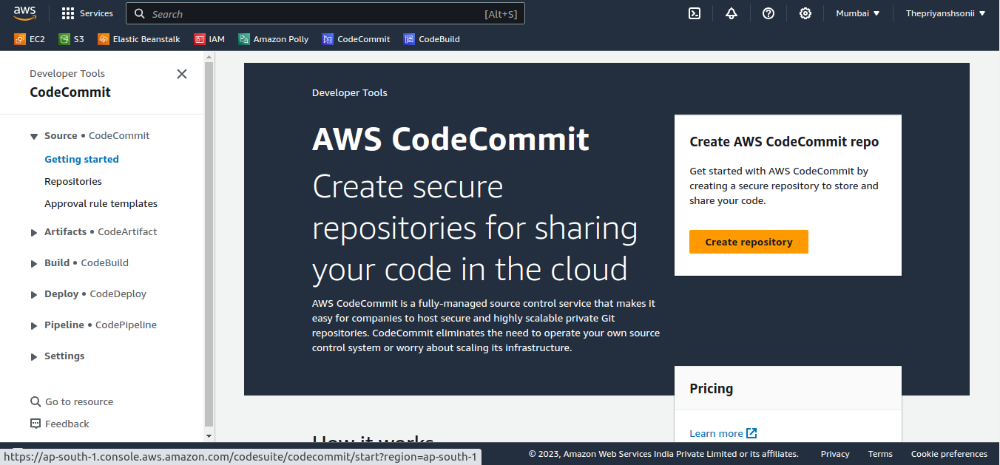 aws
Services
Search
[Alt+S]
Mumbai
Thepriyanshsonii
EC2
S3
Elastic Beanstalk
IAM
Amazon Polly
CodeCommit
CodeBuild
Developer Tools
CodeCommit
Source • CodeCommit
Getting started
Repositories
Approval rule templates
Artifacts • CodeArtifact
Build • CodeBuild
Deploy • CodeDeploy
Pipeline • CodePipeline
Settings
Go to resource
Feedback
Developer Tools
AWS CodeCommit
Create secure
repositories for sharing
your code in the cloud
AWS CodeCommit is a fully-managed source control service that makes it
easy for companies to host secure and highly scalable private Git
repositories. CodeCommit eliminates the need to operate your own source
control system or worry about scaling its infrastructure.
Create AWS CodeCommit repo
Get started with AWS CodeCommit by
creating a secure repository to store and
share your code.
Create repository
Pricing
Learn more
How it works
https://ap-south-1.console.aws.amazon.com/codesuite/codecommit/start?region=ap-south-1
© 2023, Amazon Web Services India Private Limited or its affiliates.
Privacy
Terms
Cookie preferences